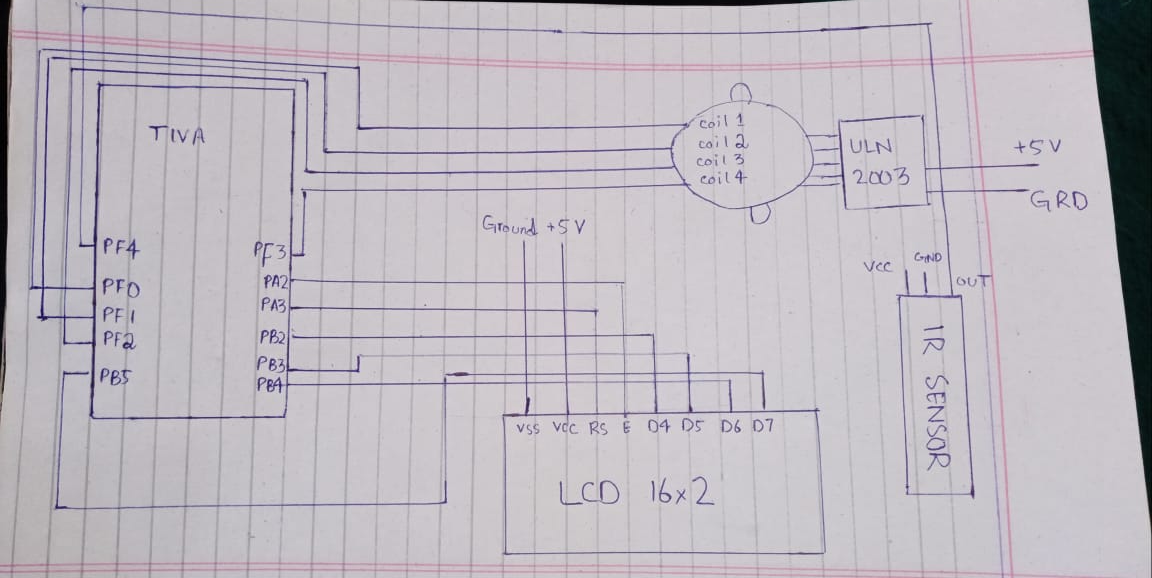 TIVA
PF4
PF0
PF1
PF2
PB5
PF3
PA2
PA3
PB2
PB3
PB4
coil 1
coil 2
coil 3
coil 4
ULN
2003
+5V
GRD
Ground +5V
VSS VCC RS E D4 D5 D6 D7
LCD 16x2
Vcc GND OUT
IR SENSOR